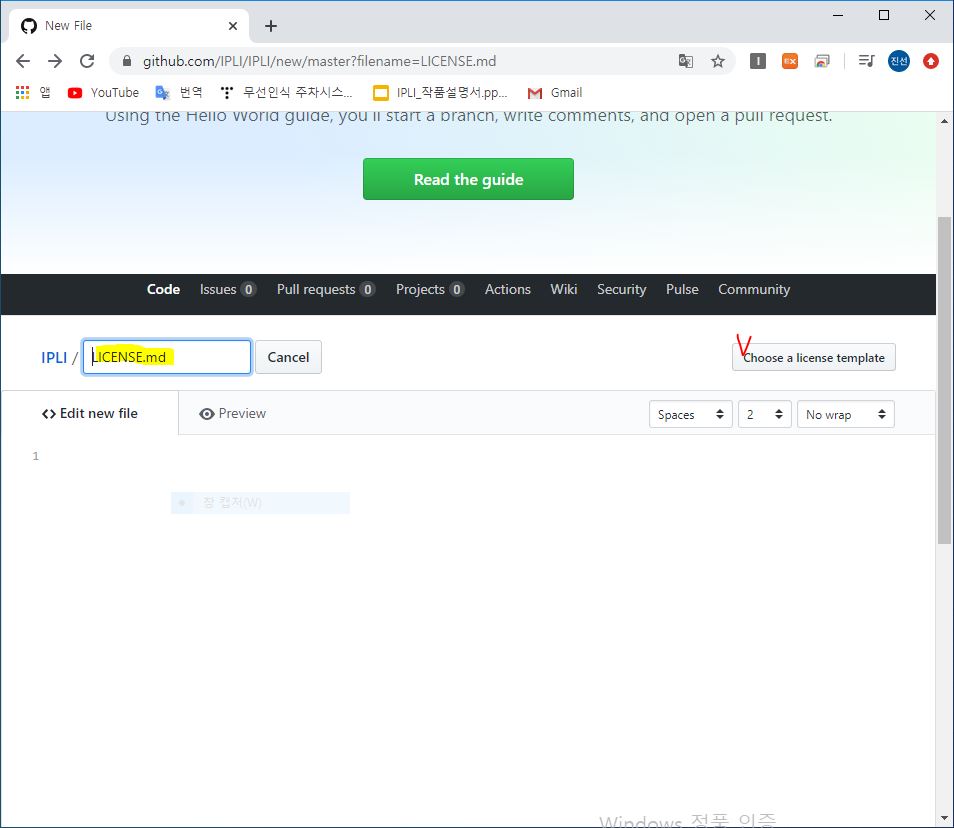 New File
github.com/IPLI/IPLI/new/master?filename=LICENSE.md
I EX 진선
앱 YouTube 번역 무선인식 주차시스... IPLI_작품설명서.pp... Gmail
Using the Hello World guide, you'll start a branch, write comments, and open a pull request.
Read the guide
Code Issues 0 Pull requests 0 Projects 0 Actions Wiki Security Pulse Community
IPLI / LICENSE.md Cancel V Choose a license template
<> Edit new file Preview Spaces 2 No wrap
1
창 캡처(W)
Windows 정품 인증